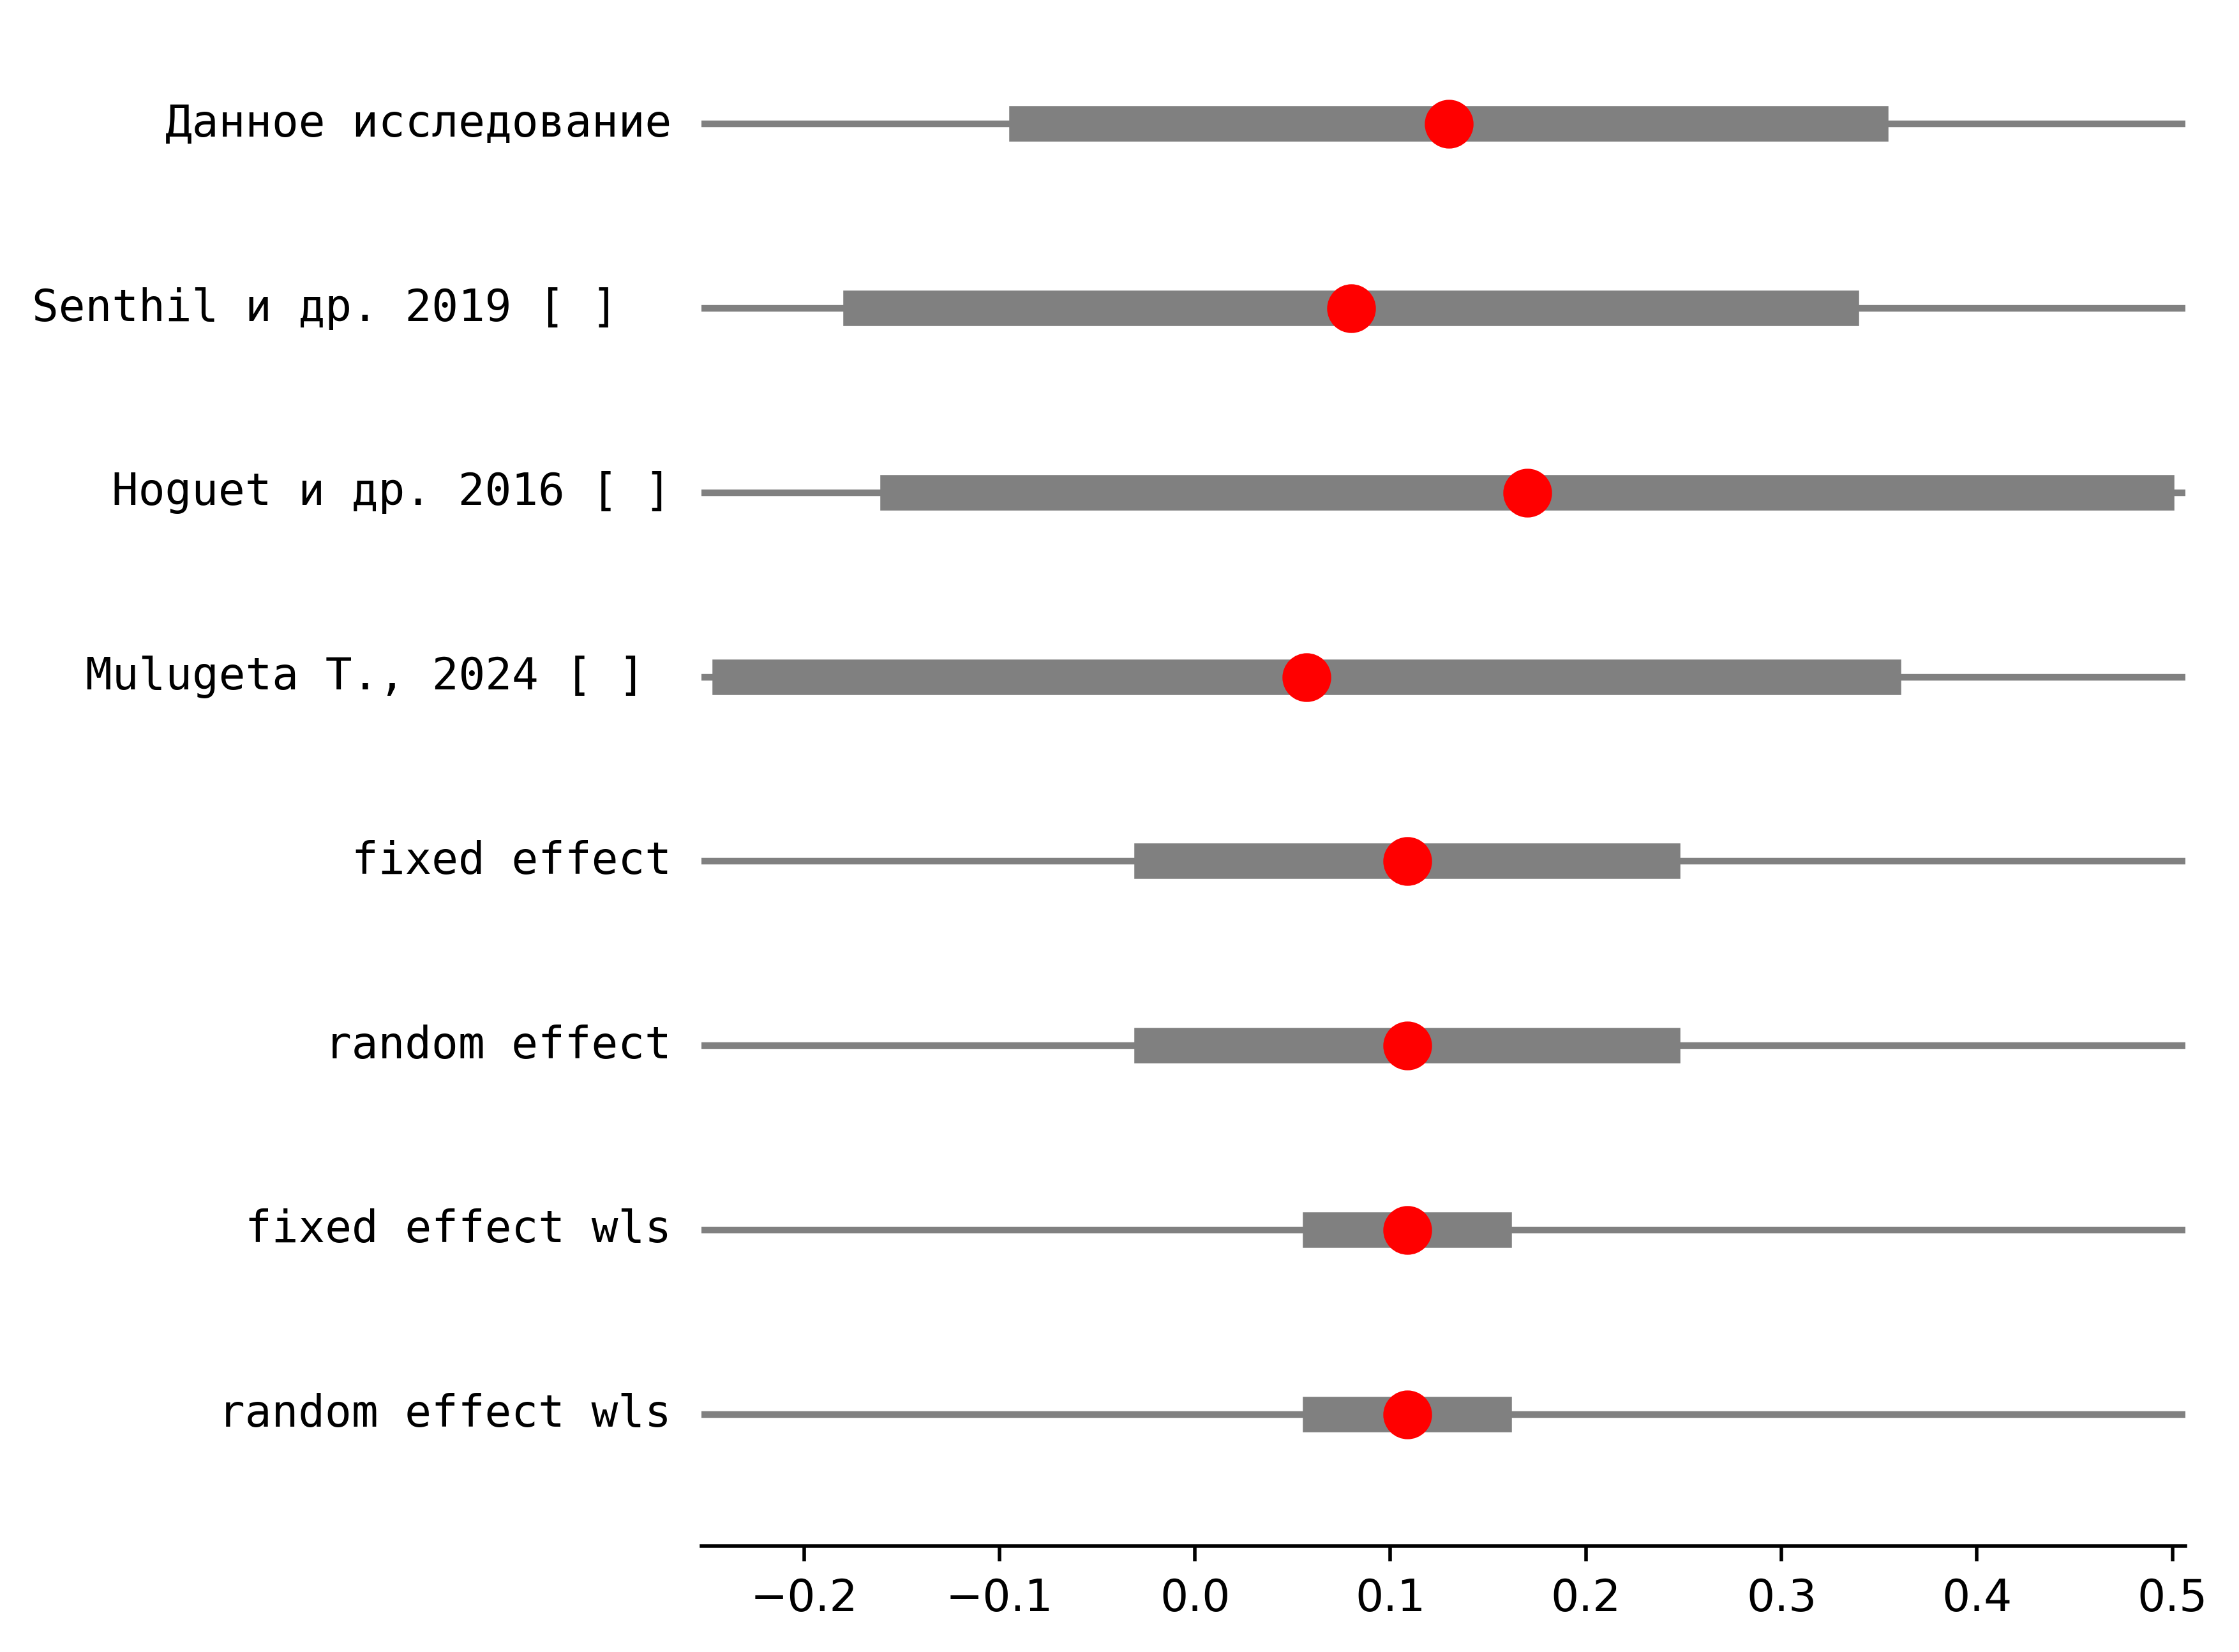 Данное исследование
Senthil и др. 2019 [ ]
Hoguet и др. 2016 [ ]
Mulugeta T., 2024 [ ]
fixed effect
random effect
fixed effect wls
random effect wls
−0.2 −0.1 0.0 0.1 0.2 0.3 0.4 0.5